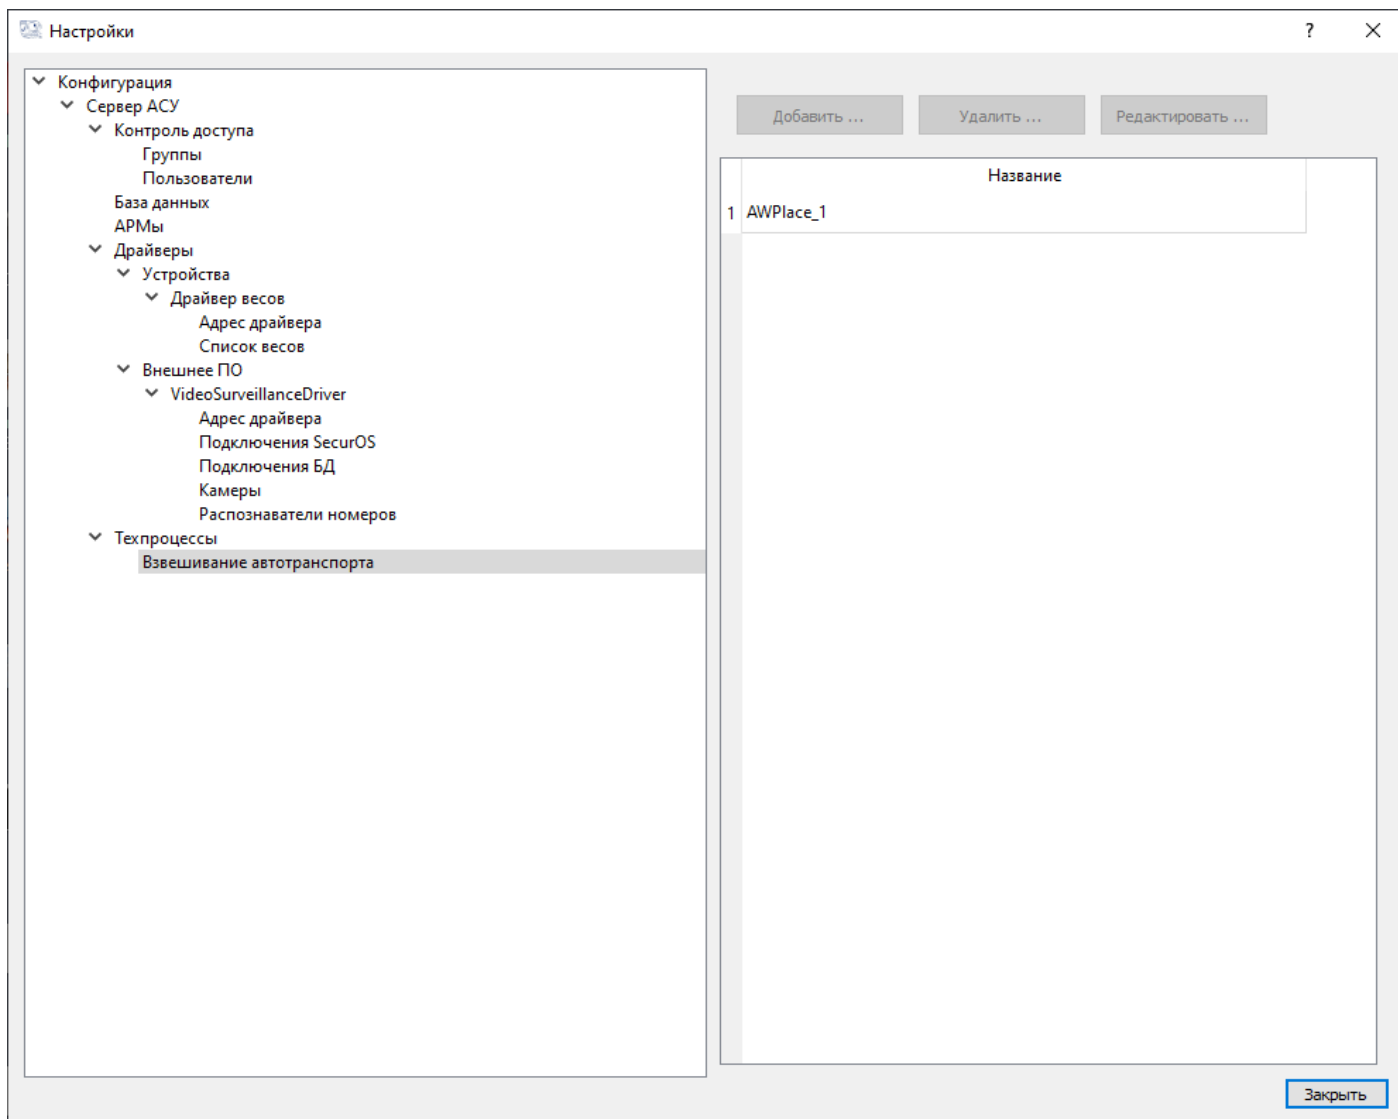 Настройки
?
Конфигурация
Сервер АСУ
Контроль доступа
Группы
Пользователи
База данных
АРМы
Драйверы
Устройства
Драйвер весов
Адрес драйвера
Список весов
Внешнее ПО
VideoSurveillanceDriver
Адрес драйвера
Подключения SecurOS
Подключения БД
Камеры
Распознаватели номеров
Техпроцессы
Взвешивание автотранспорта
Добавить ...
Удалить ...
Редактировать ...
Название
1 AWPlace_1
Закрыть